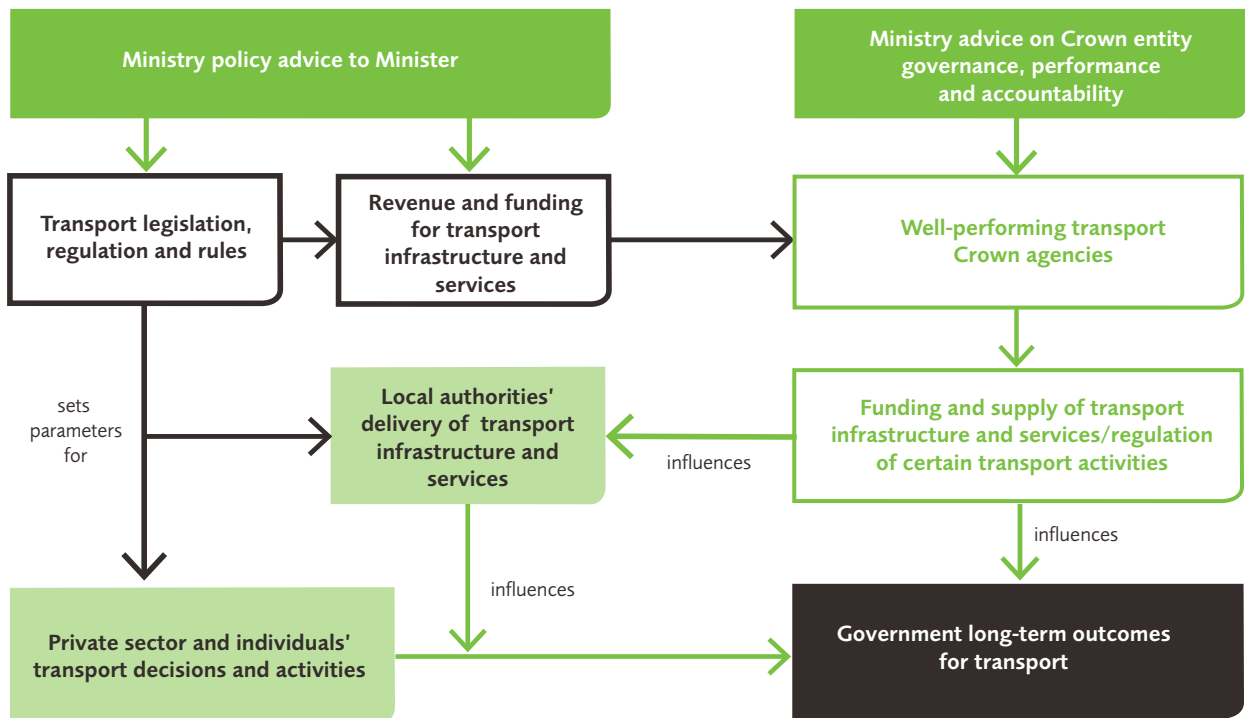 Ministry policy advice to Minister
Ministry advice on Crown entity
governance, performance
and accountability
Transport legislation,
regulation and rules
Revenue and funding
for transport
infrastructure and
services
Well-performing transport
Crown agencies
sets
parameters
for
Local authorities'
delivery of transport
infrastructure and
services
influences
Funding and supply of transport
infrastructure and services/regulation
of certain transport activities
influences
influences
Private sector and individuals'
transport decisions and activities
Government long-term outcomes
for transport